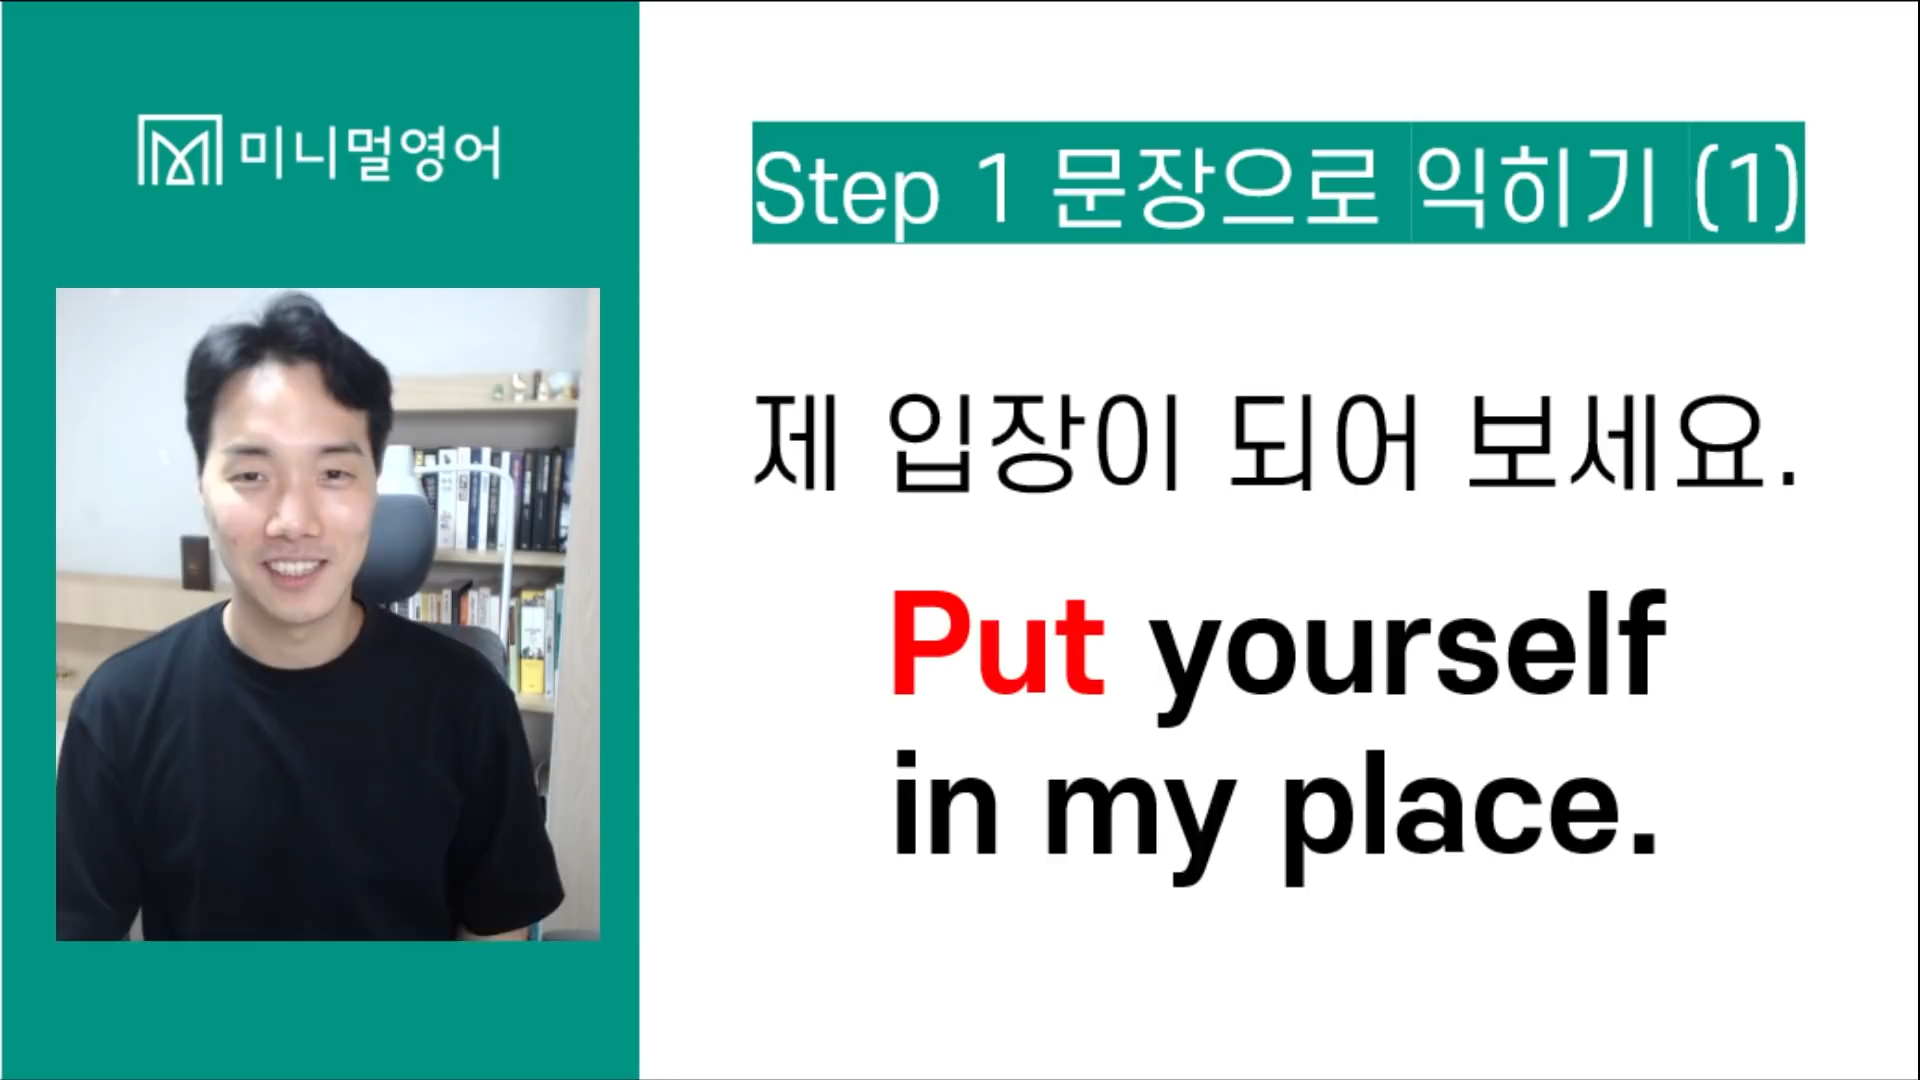 미니멀영어
Step 1 문장으로 익히기 (1)
제 입장이 되어 보세요.
Put yourself
in my place.